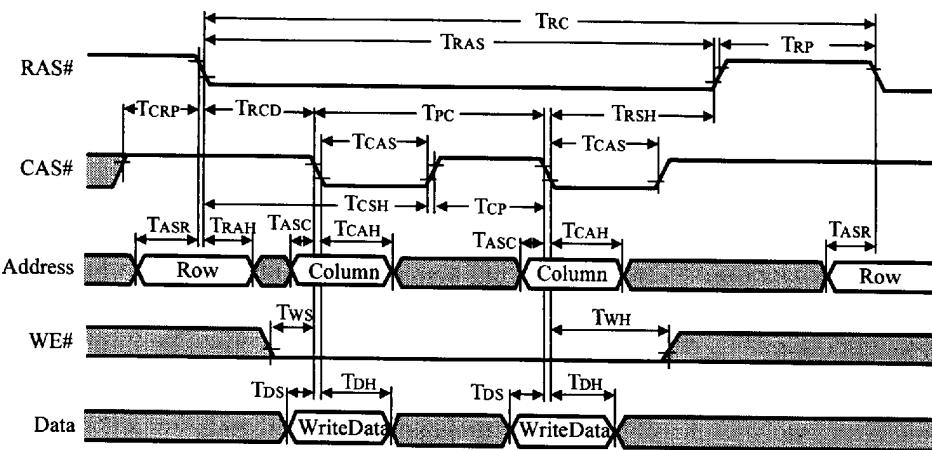 TRC
TRAS TRP
RAS#
TCRP TRCD TPC TRSH
TCAS TCAS
CAS#
TCSH TCP
TASR TRAH TASC TCAH TASC TCAH TASR
Address Row Column Column Row
TWS TWH
WE#
TDS TDH TDS TDH
Data WriteData WriteData